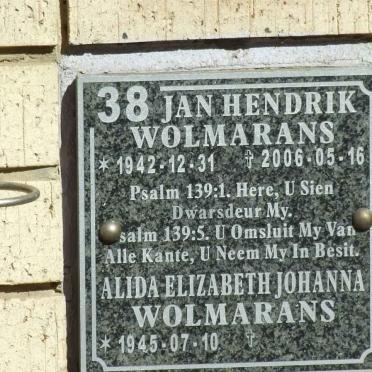 38 JAN HENDRIK
WOLMARANS
* 1942-12-31 ✝ 2006-05-16
Psalm 139:1. Here, U Sien
Dwarsdeur My.
Psalm 139:5. U Omsluit My Van
Alle Kante, U Neem My In Besit.
ALIDA ELIZABETH JOHANNA
WOLMARANS
* 1945-07-10 ✝